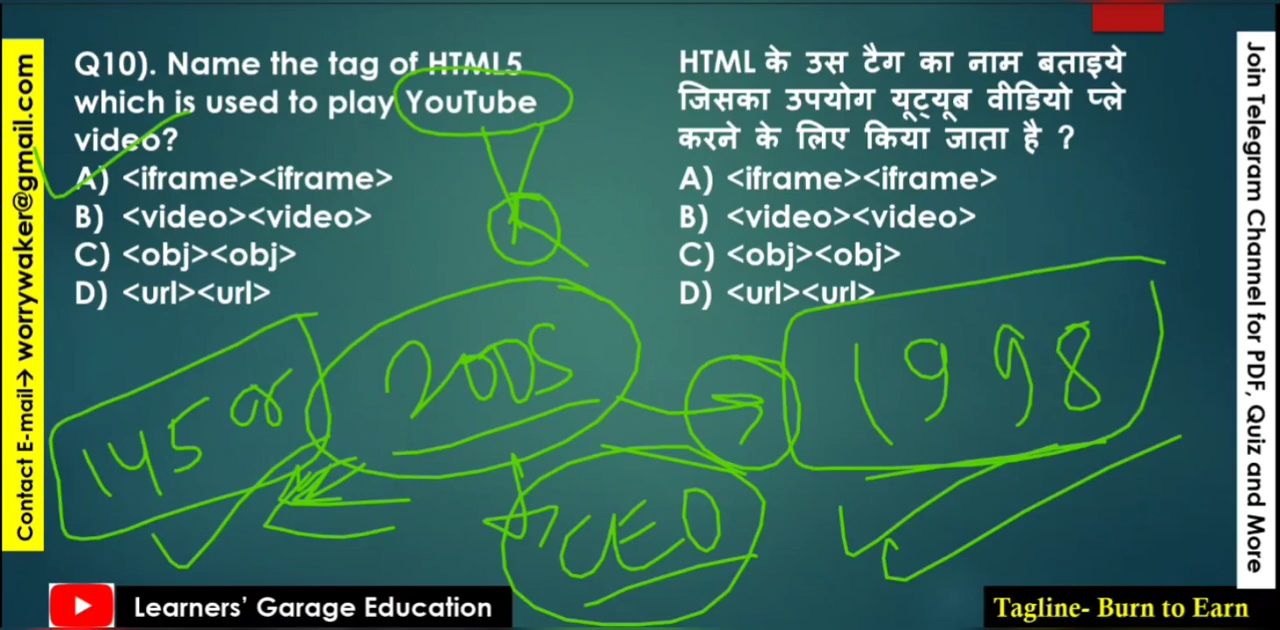 Contact E-mail→ worrywaker@gmail.com
Q10). Name the tag of HTML5
which is used to play YouTube
video?
A) <iframe><iframe>
B) <video><video>
C) <obj><obj>
D) <url><url>
HTML के उस टैग का नाम बताइये
जिसका उपयोग यूट्यूब वीडियो प्ले
करने के लिए किया जाता है ?
A) <iframe><iframe>
B) <video><video>
C) <obj><obj>
D) <url><url>
2005
1998
CEO
Join Telegram Channel for PDF, Quiz and More
Learners’ Garage Education
Tagline- Burn to Earn